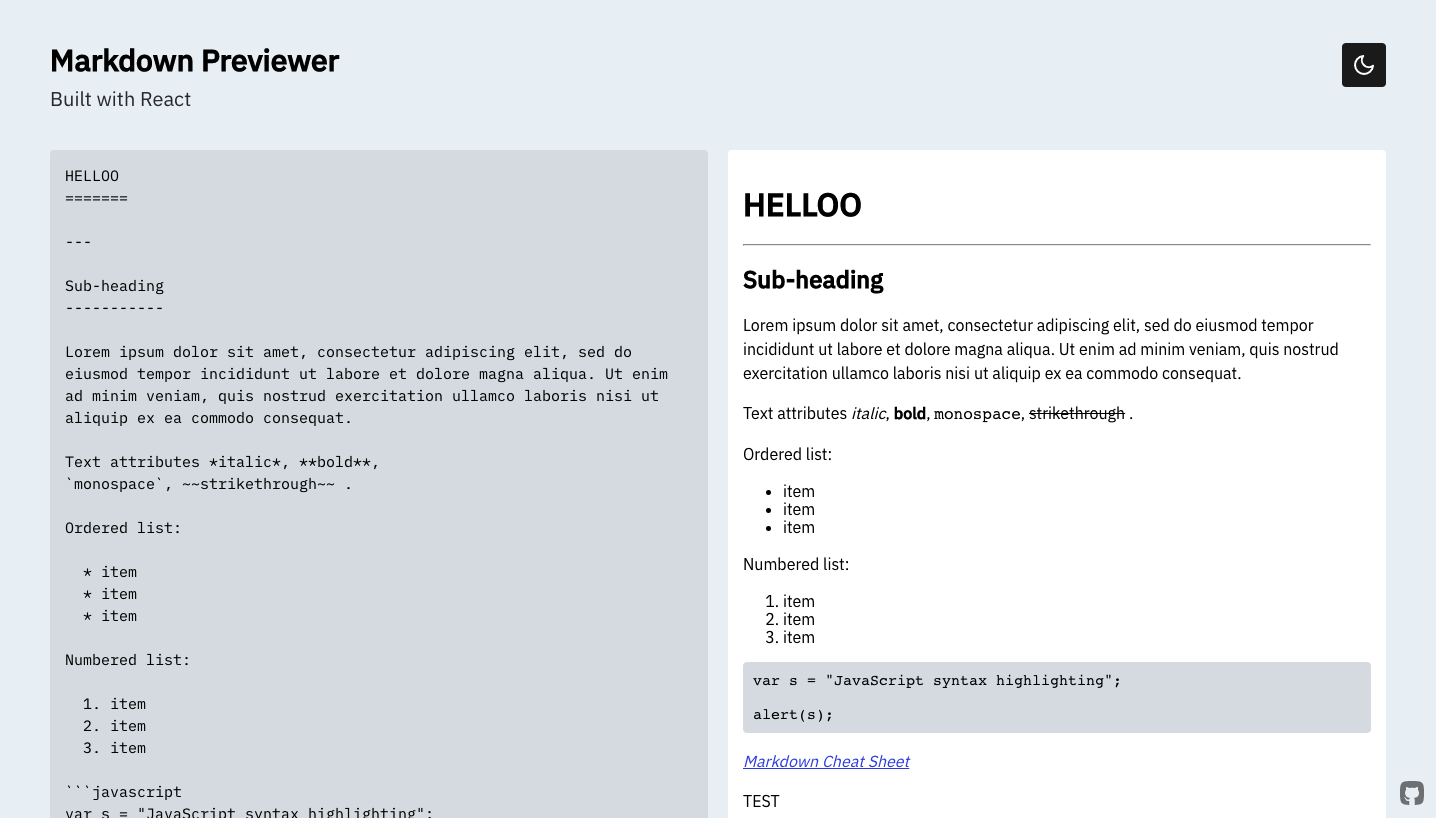 Markdown Previewer
Built with React
HELLOO
=======
---
Sub-heading
-----------
Lorem ipsum dolor sit amet, consectetur adipiscing elit, sed do
eiusmod tempor incididunt ut labore et dolore magna aliqua. Ut enim
ad minim veniam, quis nostrud exercitation ullamco laboris nisi ut
aliquip ex ea commodo consequat.
Text attributes *italic*, **bold**,
`monospace`, ~~strikethrough~~ .
Ordered list:
* item
* item
* item
Numbered list:
1. item
2. item
3. item
```javascript
var s = "JavaScript syntax highlighting";
HELLOO
Sub-heading
Lorem ipsum dolor sit amet, consectetur adipiscing elit, sed do eiusmod tempor
incididunt ut labore et dolore magna aliqua. Ut enim ad minim veniam, quis nostrud
exercitation ullamco laboris nisi ut aliquip ex ea commodo consequat.
Text attributes italic, bold, monospace, strikethrough .
Ordered list:
• item
• item
• item
Numbered list:
1. item
2. item
3. item
var s = "JavaScript syntax highlighting";
alert(s);
Markdown Cheat Sheet
TEST